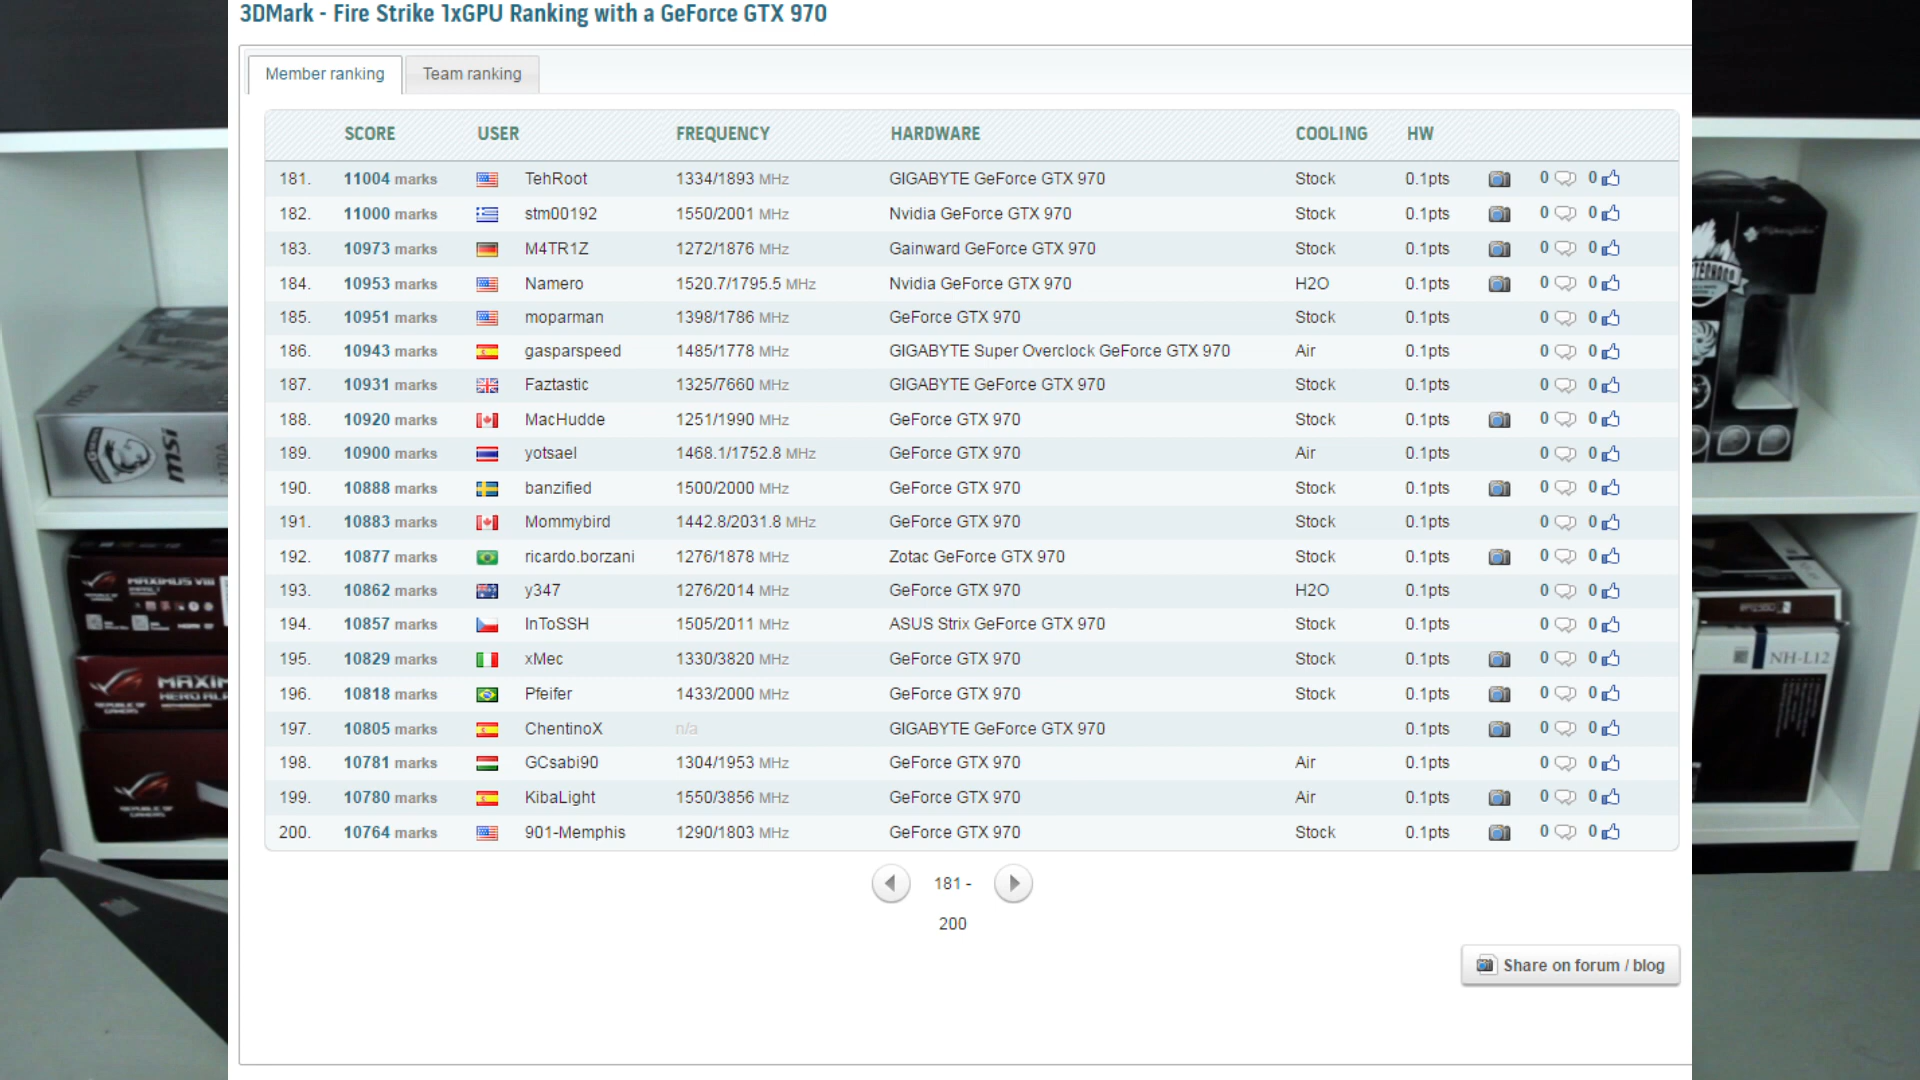 3DMark - Fire Strike 1xGPU Ranking with a GeForce GTX 970
Member ranking Team ranking
SCORE USER FREQUENCY HARDWARE COOLING HW
181. 11004 marks TehRoot 1334/1893 MHz GIGABYTE GeForce GTX 970 Stock 0.1pts 0 0
182. 11000 marks stm00192 1550/2001 MHz Nvidia GeForce GTX 970 Stock 0.1pts 0 0
183. 10973 marks M4TR1Z 1272/1876 MHz Gainward GeForce GTX 970 Stock 0.1pts 0 0
184. 10953 marks Namero 1520.7/1795.5 MHz Nvidia GeForce GTX 970 H2O 0.1pts 0 0
185. 10951 marks moparman 1398/1786 MHz GeForce GTX 970 Stock 0.1pts 0 0
186. 10943 marks gasparspeed 1485/1778 MHz GIGABYTE Super Overclock GeForce GTX 970 Air 0.1pts 0 0
187. 10931 marks Faztastic 1325/7660 MHz GIGABYTE GeForce GTX 970 Stock 0.1pts 0 0
188. 10920 marks MacHudde 1251/1990 MHz GeForce GTX 970 Stock 0.1pts 0 0
189. 10900 marks yotsael 1468.1/1752.8 MHz GeForce GTX 970 Air 0.1pts 0 0
190. 10888 marks banzified 1500/2000 MHz GeForce GTX 970 Stock 0.1pts 0 0
191. 10883 marks Mommybird 1442.8/2031.8 MHz GeForce GTX 970 Stock 0.1pts 0 0
192. 10877 marks ricardo.borzani 1276/1878 MHz Zotac GeForce GTX 970 Stock 0.1pts 0 0
193. 10862 marks y347 1276/2014 MHz GeForce GTX 970 H2O 0.1pts 0 0
194. 10857 marks InToSSH 1505/2011 MHz ASUS Strix GeForce GTX 970 Stock 0.1pts 0 0
195. 10829 marks xMec 1330/3820 MHz GeForce GTX 970 Stock 0.1pts 0 0
196. 10818 marks Pfeifer 1433/2000 MHz GeForce GTX 970 Stock 0.1pts 0 0
197. 10805 marks ChentinoX n/a GIGABYTE GeForce GTX 970 0.1pts 0 0
198. 10781 marks GCsabi90 1304/1953 MHz GeForce GTX 970 Air 0.1pts 0 0
199. 10780 marks KibaLight 1550/3856 MHz GeForce GTX 970 Air 0.1pts 0 0
200. 10764 marks 901-Memphis 1290/1803 MHz GeForce GTX 970 Stock 0.1pts 0 0
181 -
200
Share on forum / blog
msi
MAXIMUS VIII
REPUBLIC OF GAMERS
NH-L12